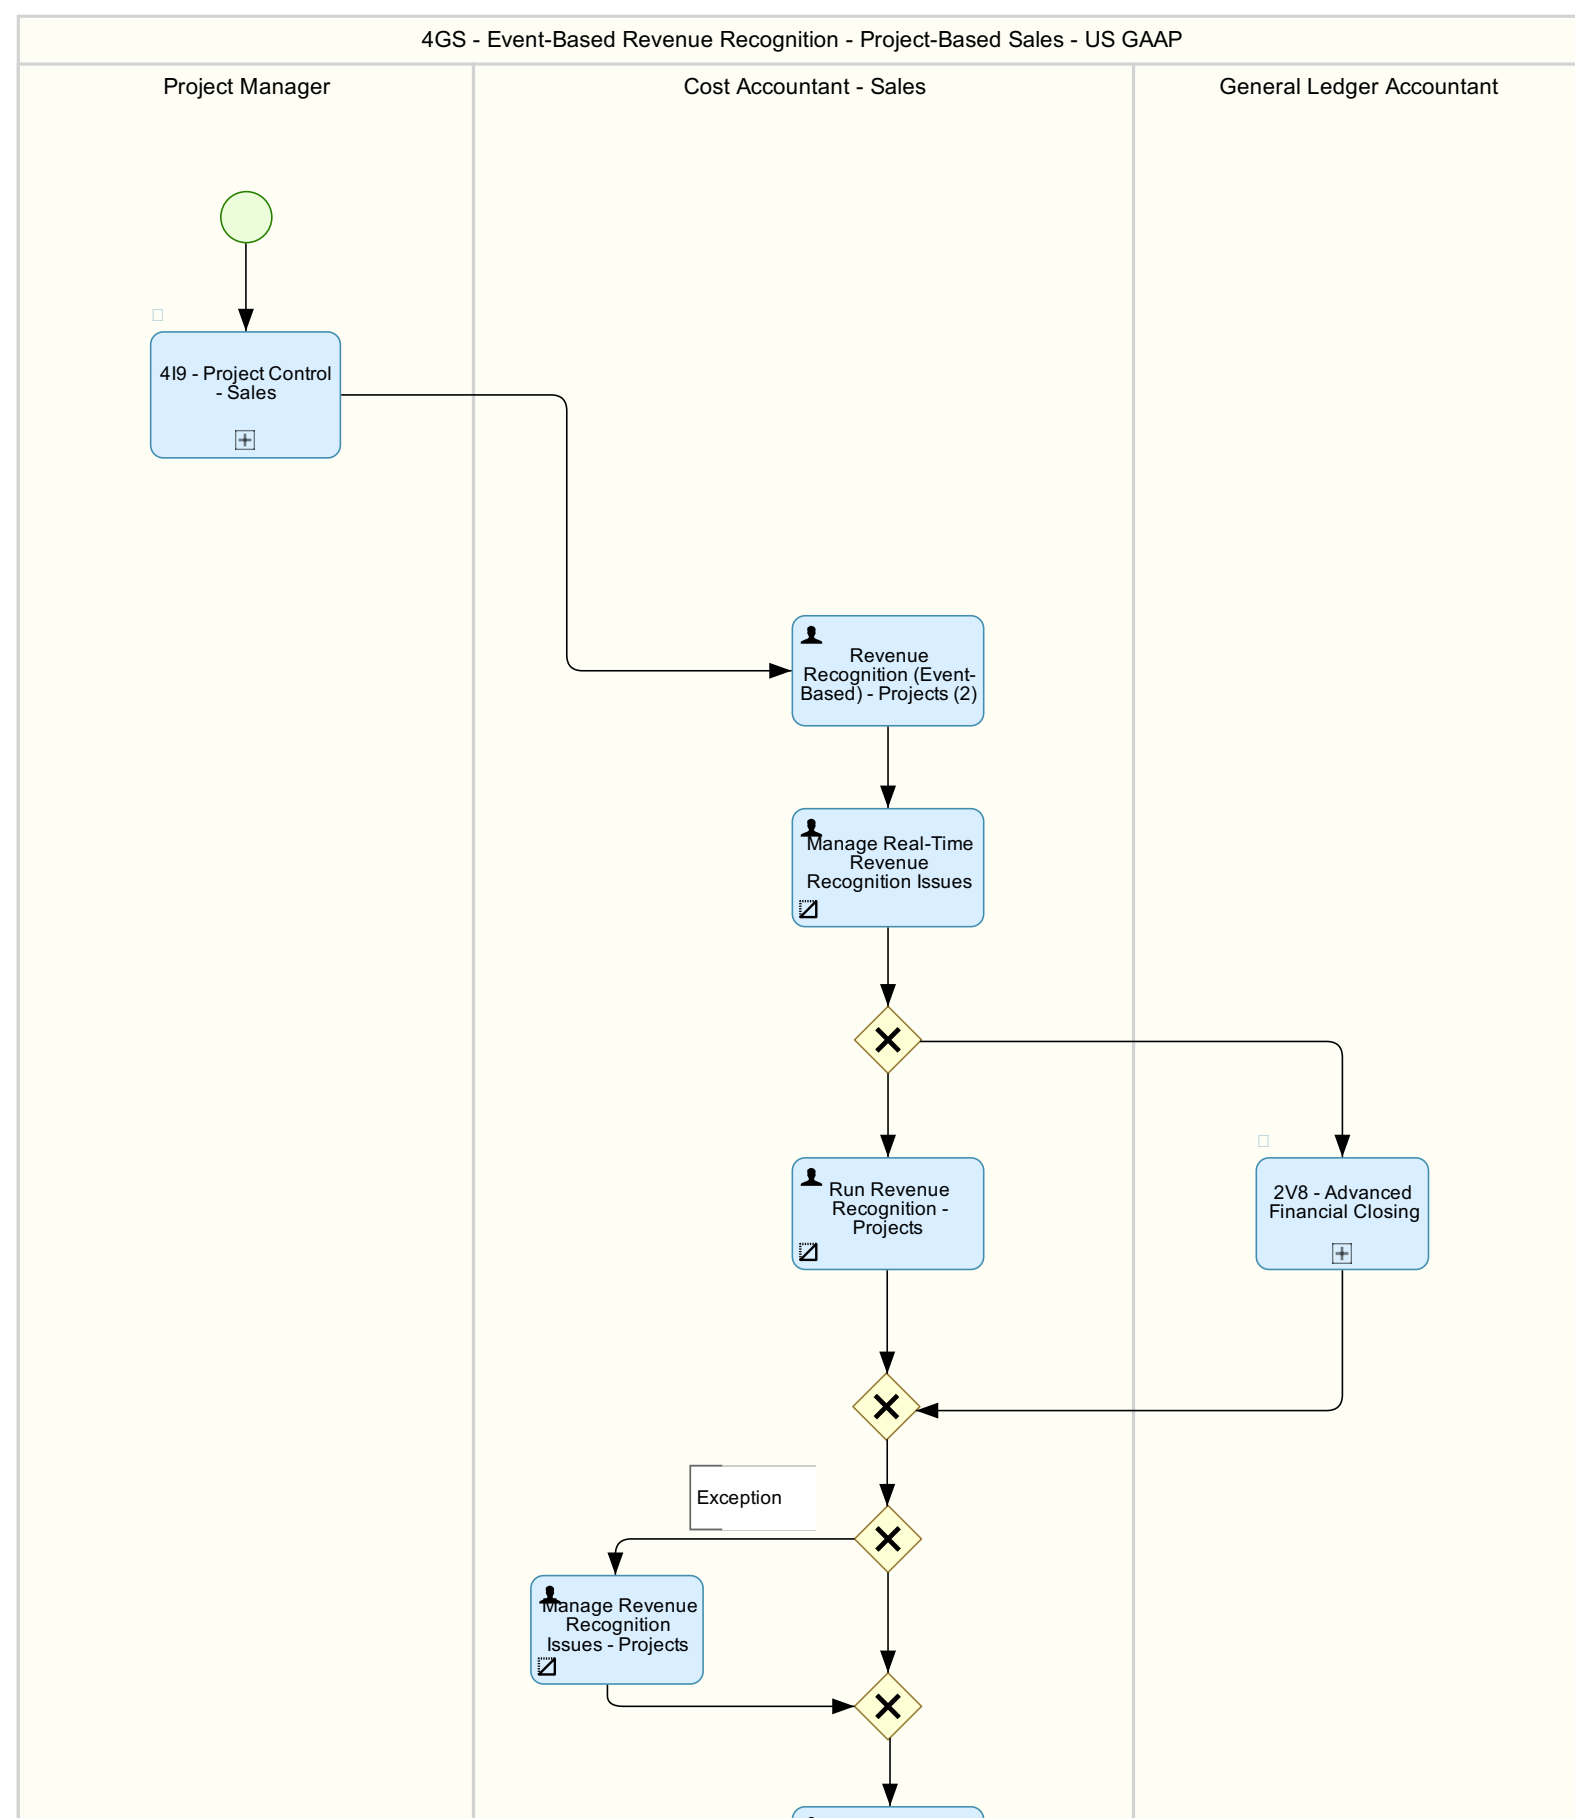 4GS - Event-Based Revenue Recognition - Project-Based Sales - US GAAP
Project Manager
Cost Accountant - Sales
General Ledger Accountant
4I9 - Project Control
- Sales
Revenue
Recognition (Event-
Based) - Projects (2)
Manage Real-Time
Revenue
Recognition Issues
Run Revenue
Recognition -
Projects
2V8 - Advanced
Financial Closing
Exception
Manage Revenue
Recognition
Issues - Projects